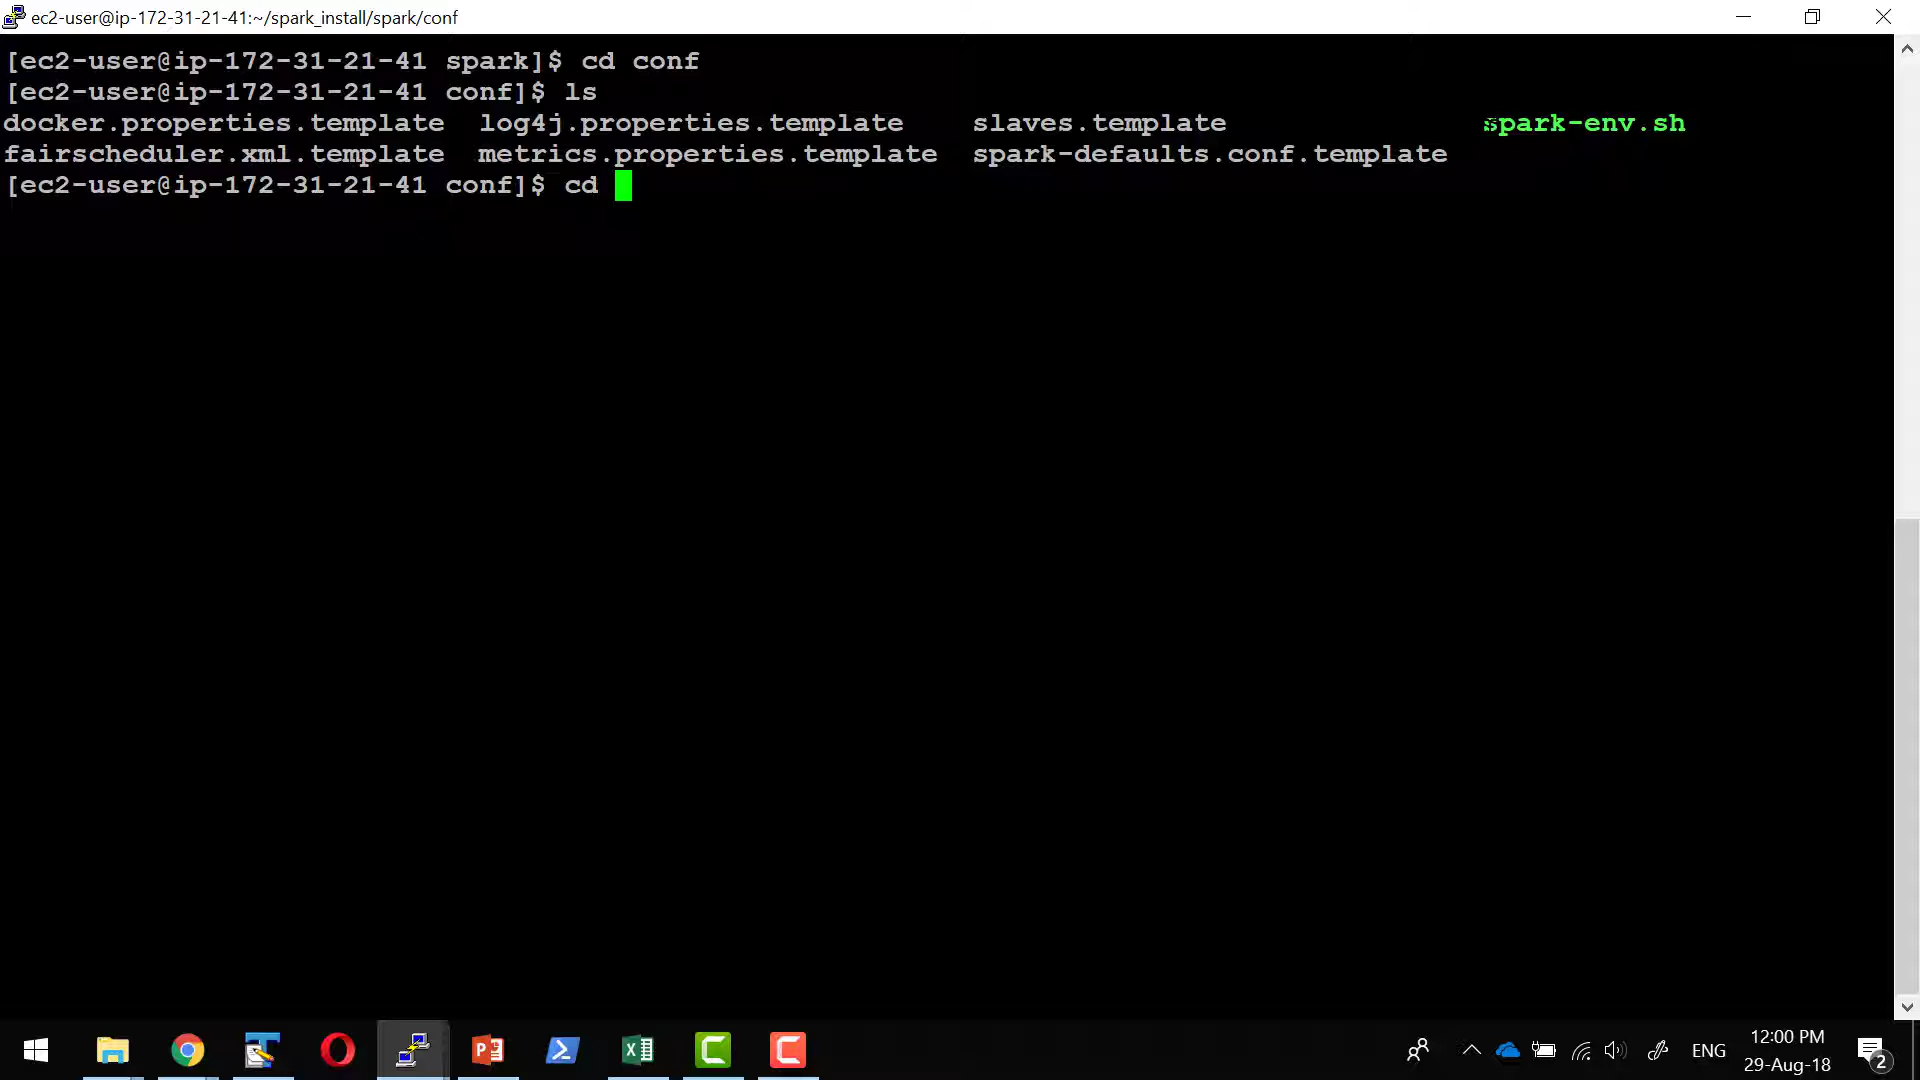 ec2-user@ip-172-31-21-41:~/spark_install/spark/conf
[ec2-user@ip-172-31-21-41 spark]$ cd conf
[ec2-user@ip-172-31-21-41 conf]$ ls
docker.properties.template log4j.properties.template slaves.template spark-env.sh
fairscheduler.xml.template metrics.properties.template spark-defaults.conf.template
[ec2-user@ip-172-31-21-41 conf]$ cd
ENG
12:00 PM
29-Aug-18
2